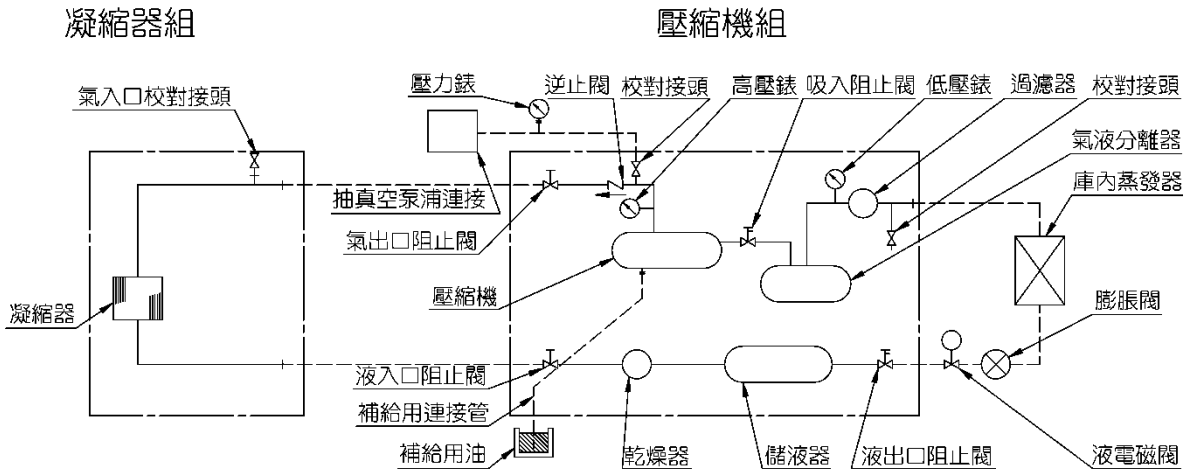 凝縮器組
壓縮機組
壓力錶
逆止閥
校對接頭
高壓錶
吸入阻止閥
低壓錶
過濾器
校對接頭
氣入口校對接頭
氣液分離器
庫內蒸發器
抽真空泵浦連接
氣出口阻止閥
壓縮機
凝縮器
膨脹閥
液入口阻止閥
補給用連接管
補給用油
乾燥器
儲液器
液出口阻止閥
液電磁閥